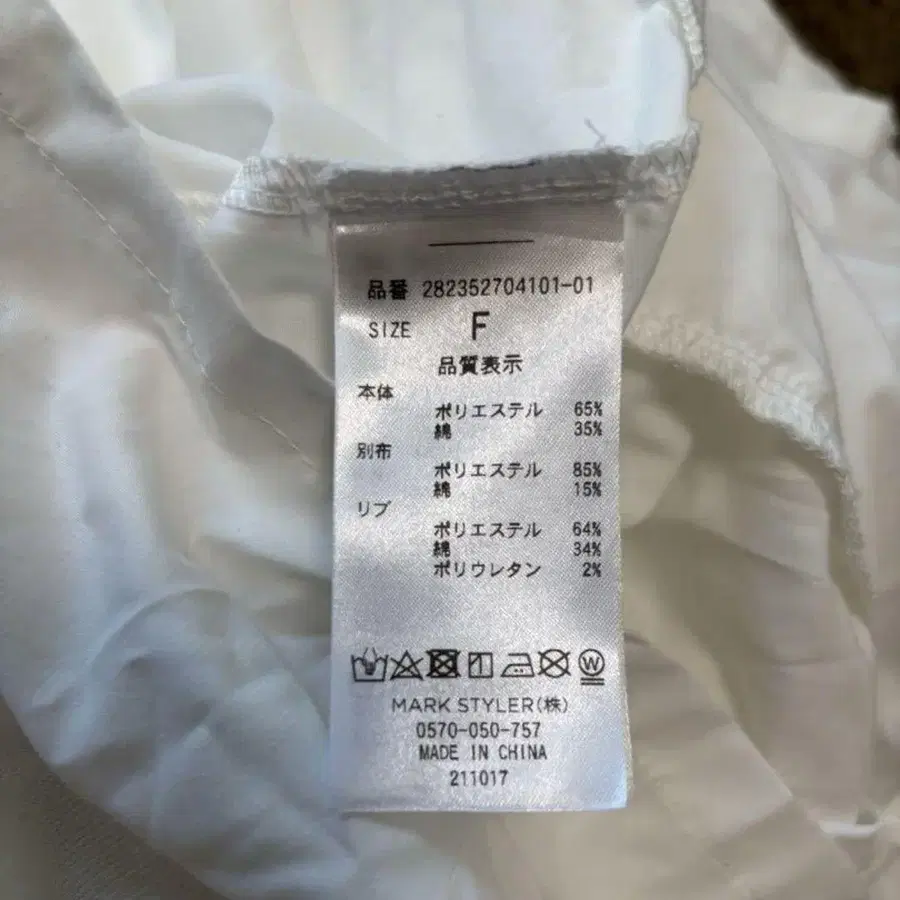 品番 282352704101-01
SIZE F
品質表示
本体
ポリエステル 65%
綿 35%
別布
ポリエステル 85%
綿 15%
リブ
ポリエステル 64%
綿 34%
ポリウレタン 2%
W
MARK STYLER(株)
0570-050-757
MADE IN CHINA
211017